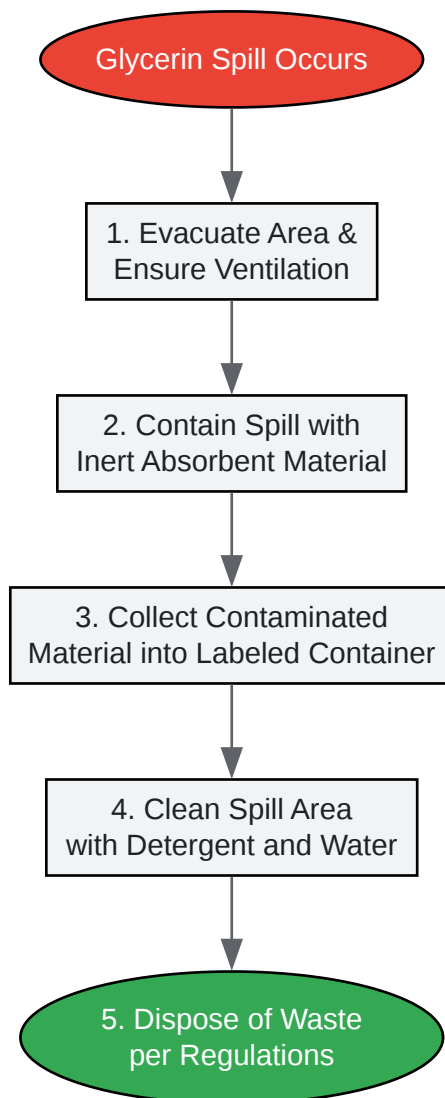 Glycerin Spill Occurs
1. Evacuate Area &
Ensure Ventilation
2. Contain Spill with
Inert Absorbent Material
3. Collect Contaminated
Material into Labeled Container
4. Clean Spill Area
with Detergent and Water
5. Dispose of Waste
per Regulations